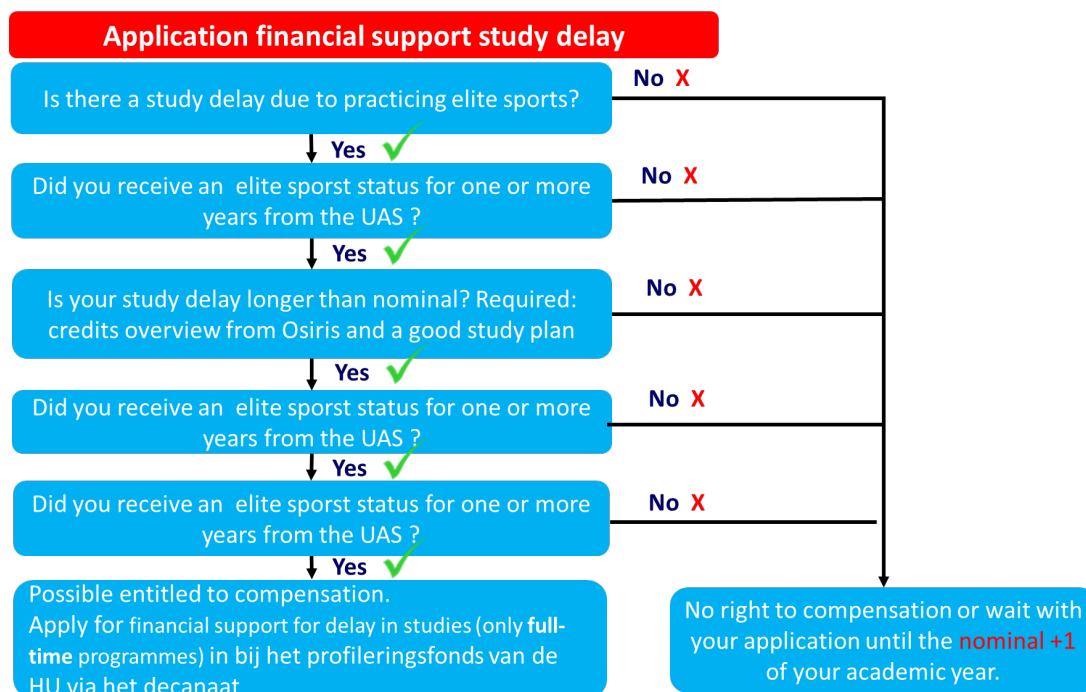 Application financial support study delay
Is there a study delay due to practicing elite sports?
No X
Yes
Did you receive an elite sporst status for one or more
years from the UAS ?
No X
Yes
Is your study delay longer than nominal? Required:
credits overview from Osiris and a good study plan
No X
Yes
Did you receive an elite sporst status for one or more
years from the UAS ?
No X
Yes
Did you receive an elite sporst status for one or more
years from the UAS ?
No X
Yes
Possible entitled to compensation.
Apply for financial support for delay in studies (only full-
time programmes) in bij het profileringsfonds van de
HU via het decanaat
No right to compensation or wait with
your application until the nominal +1
of your academic year.